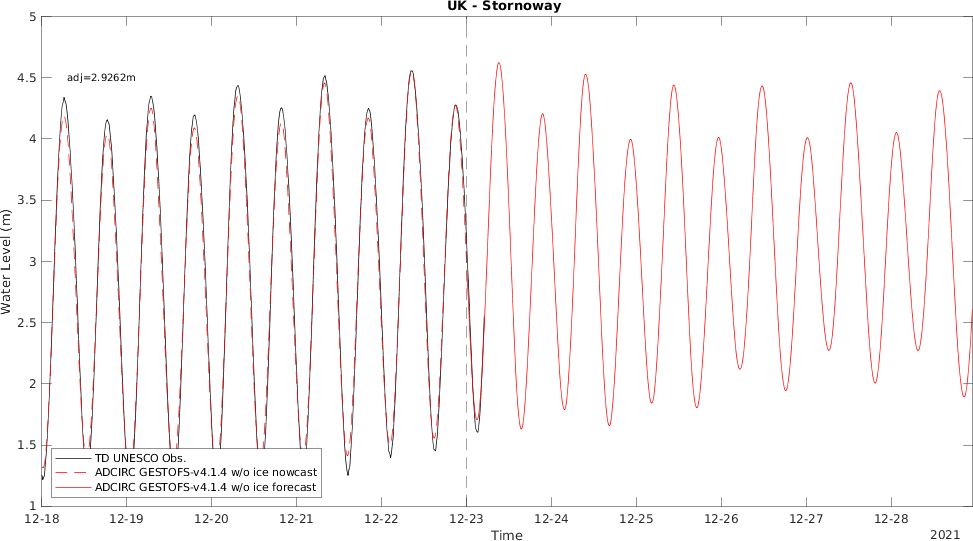 UK - Stornoway
5
4.5
4
3.5
3
2.5
2
1.5
1
Water Level (m)
adj=2.9262m
TD UNESCO Obs.
ADCIRC GESTOFS-v4.1.4 w/o ice nowcast
ADCIRC GESTOFS-v4.1.4 w/o ice forecast
12-18 12-19 12-20 12-21 12-22 12-23 12-24 12-25 12-26 12-27 12-28
Time
2021